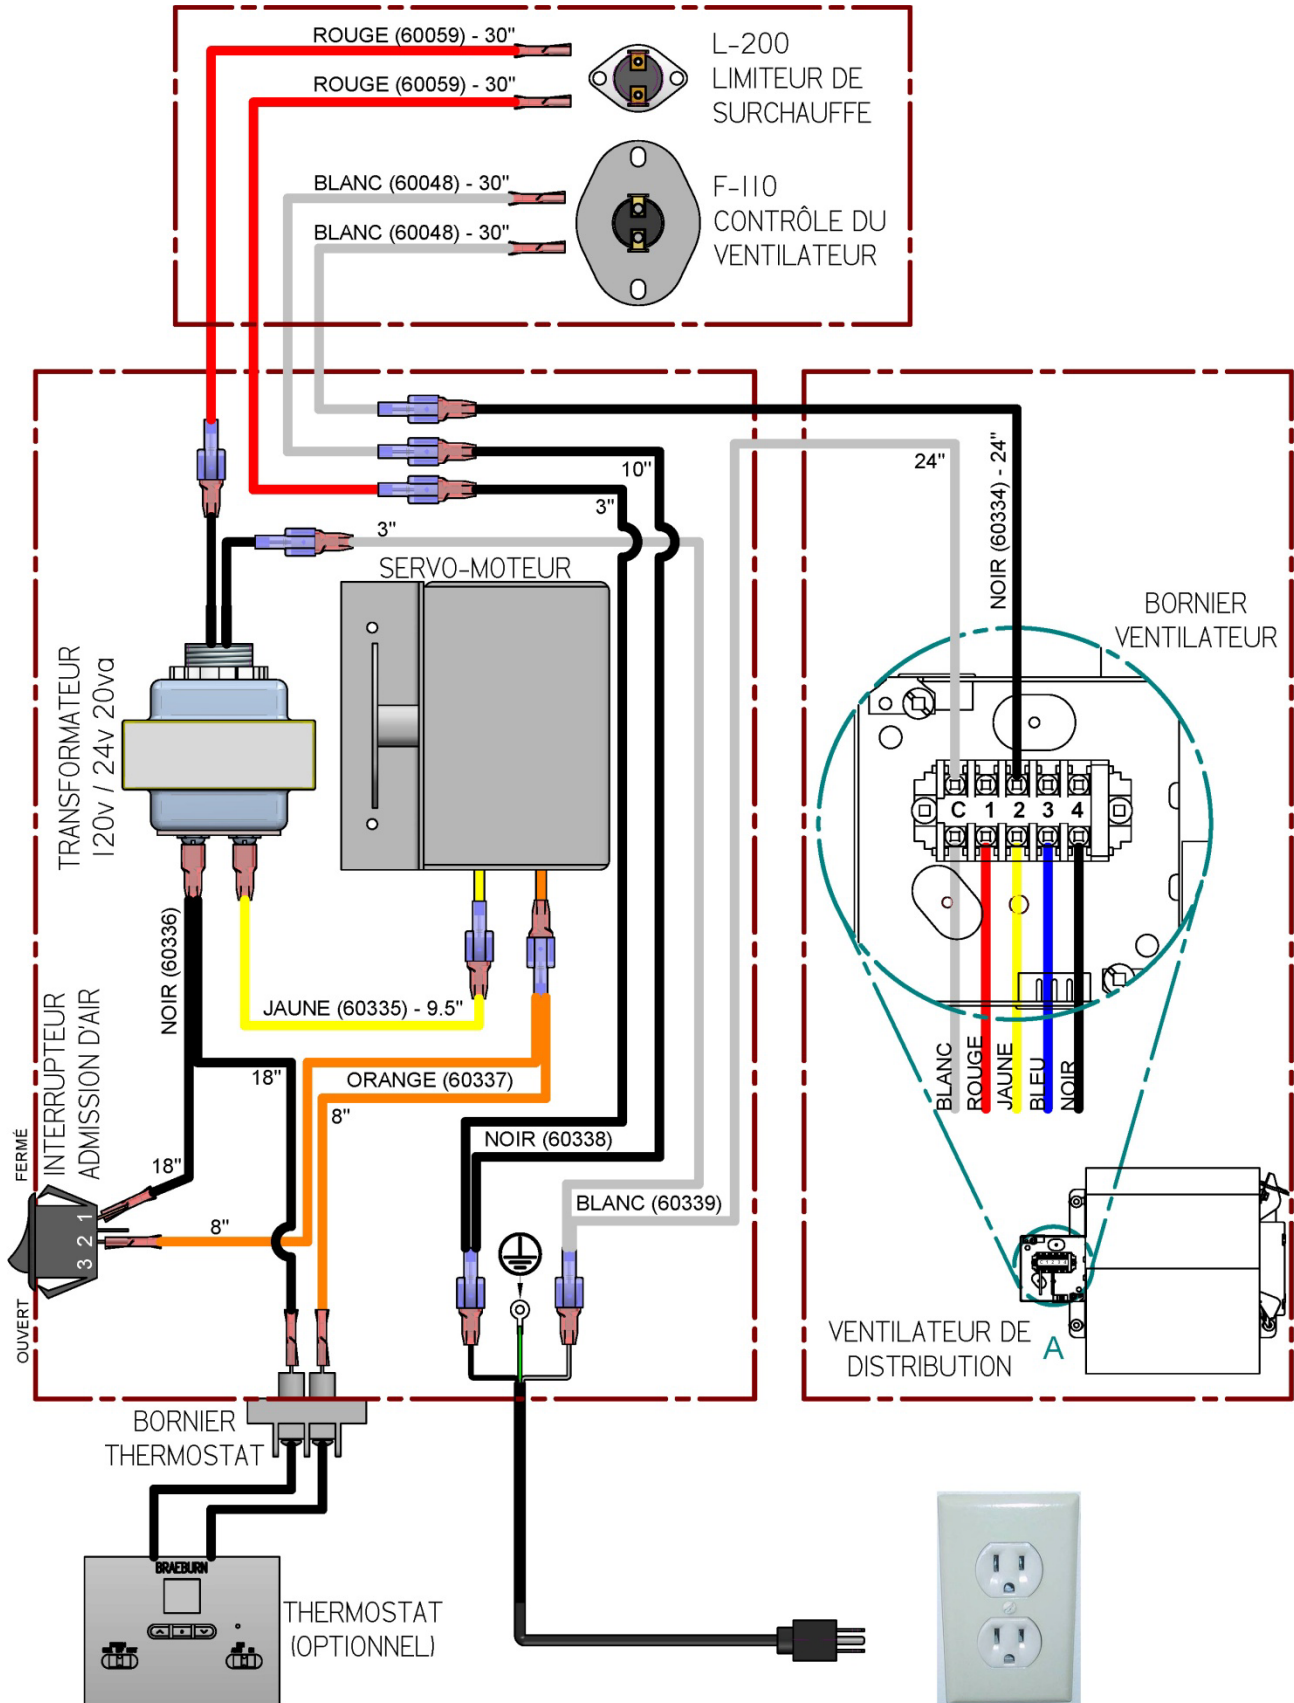 ROUGE (60059) - 30"
ROUGE (60059) - 30"
L-200
LIMITEUR DE
SURCHAUFFE
BLANC (60048) - 30"
BLANC (60048) - 30"
F-110
CONTRÔLE DU
VENTILATEUR
10"
3"
3"
24"
NOIR (60334) - 24"
SERVO-MOTEUR
BORNIER
VENTILATEUR
TRANSFORMATEUR
120v / 24v 20va
C 1 2 3 4
NOIR (60336)
JAUNE (60335) - 9.5"
18"
ORANGE (60337)
8"
INTERRUPTEUR
ADMISSION D'AIR
FERMÉ
OUVERT
18"
8"
1
2
3
NOIR (60338)
BLANC (60339)
BLANC
ROUGE
JAUNE
BLEU
NOIR
VENTILATEUR DE
DISTRIBUTION
A
BORNIER
THERMOSTAT
BRAEBURN
THERMOSTAT
(OPTIONNEL)